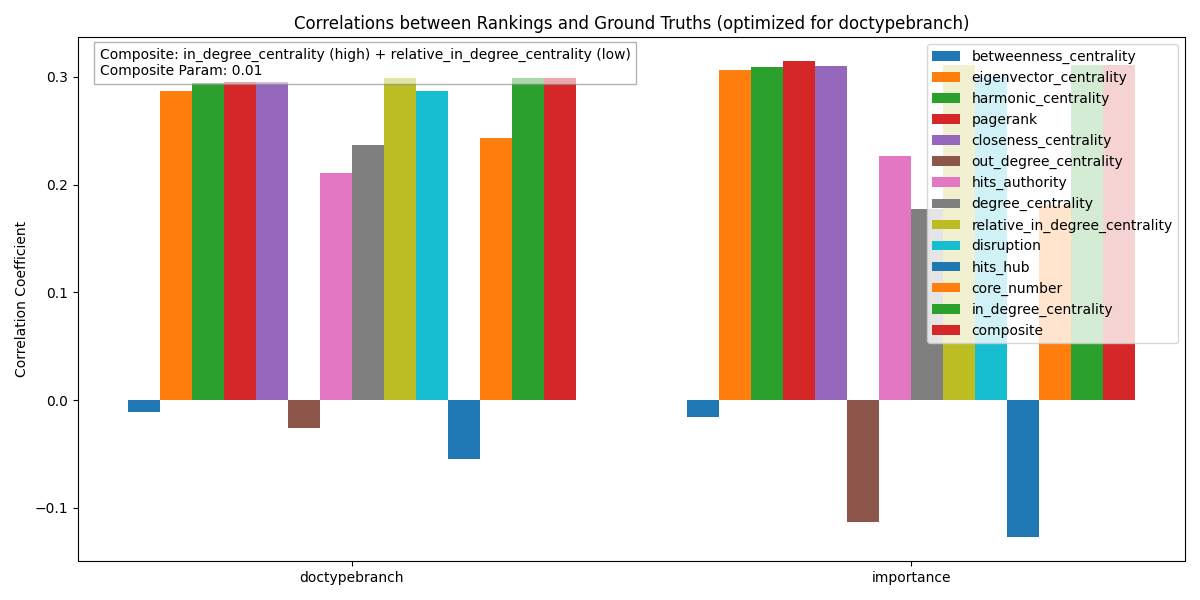 Correlations between Rankings and Ground Truths (optimized for doctypebranch)
Composite: in_degree_centrality (high) + relative_in_degree_centrality (low)
Composite Param: 0.01
betweenness_centrality
eigenvector_centrality
harmonic_centrality
pagerank
closeness_centrality
out_degree_centrality
hits_authority
degree_centrality
relative_in_degree_centrality
disruption
hits_hub
core_number
in_degree_centrality
composite
Correlation Coefficient
0.3
0.2
0.1
0.0
−0.1
doctypebranch
importance